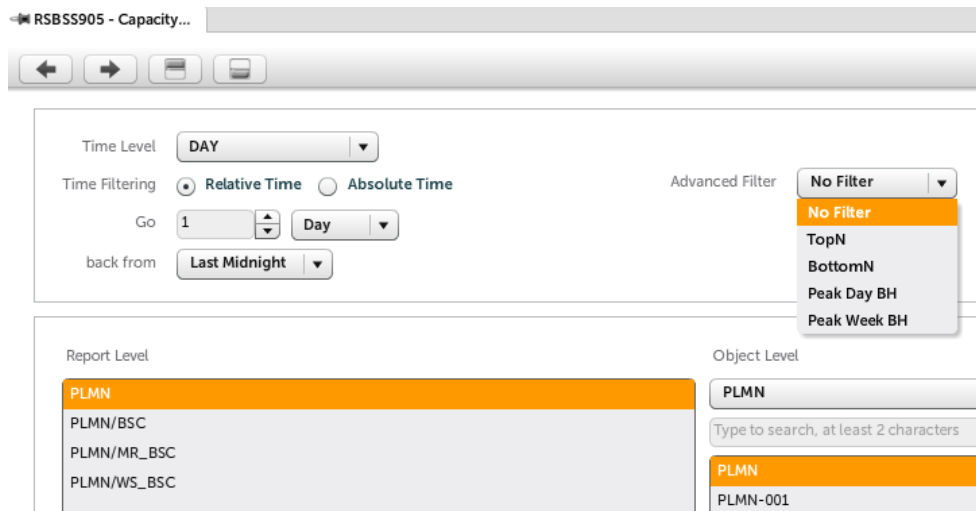 RSBSS905 - Capacity...
Time Level DAY
Time Filtering Relative Time Absolute Time
Advanced Filter No Filter
Go 1 Day
back from Last Midnight
No Filter
TopN
BottomN
Peak Day BH
Peak Week BH
Report Level
PLMN
PLMN/BSC
PLMN/MR_BSC
PLMN/WS_BSC
Object Level
PLMN
Type to search, at least 2 characters
PLMN
PLMN-001